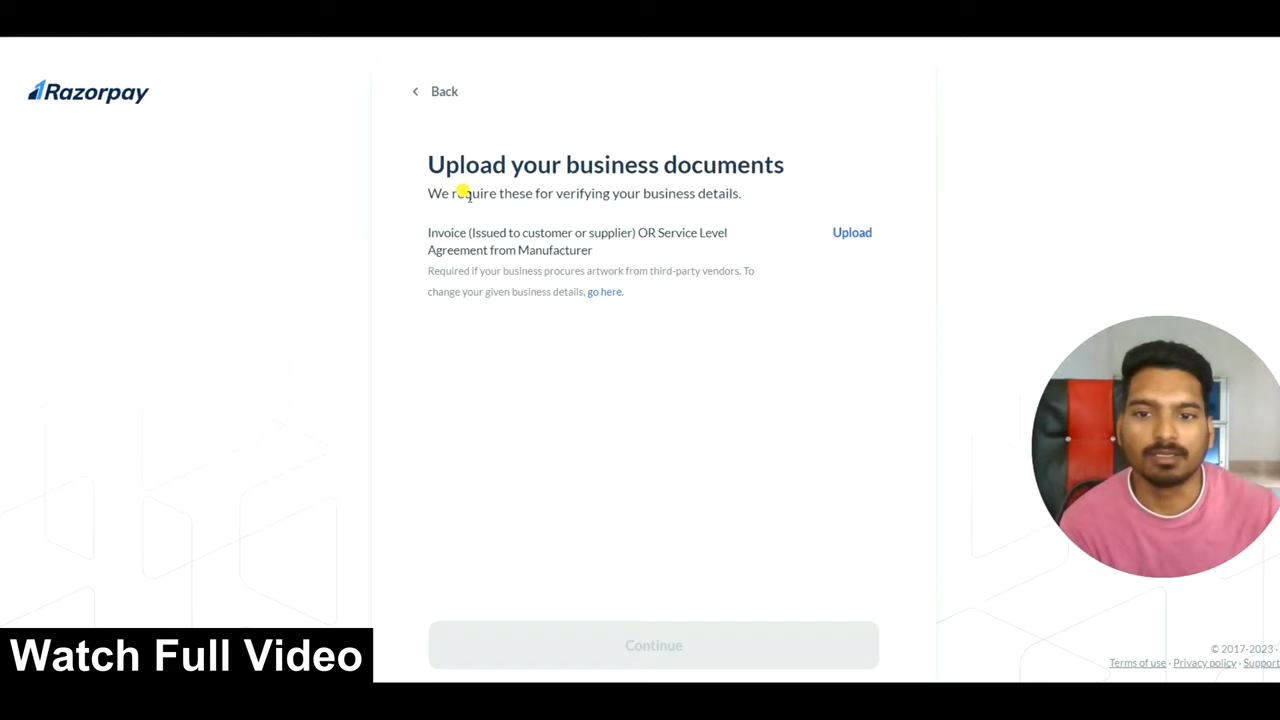 Razorpay
Back
Upload your business documents
We require these for verifying your business details.
Invoice (Issued to customer or supplier) OR Service Level
Upload
Agreement from Manufacturer
Required if your business procures artwork from third-party vendors. To
change your given business details, go here.
Continue
Watch Full Video
© 2017-2023 ·
Terms of use · Privacy policy · Support